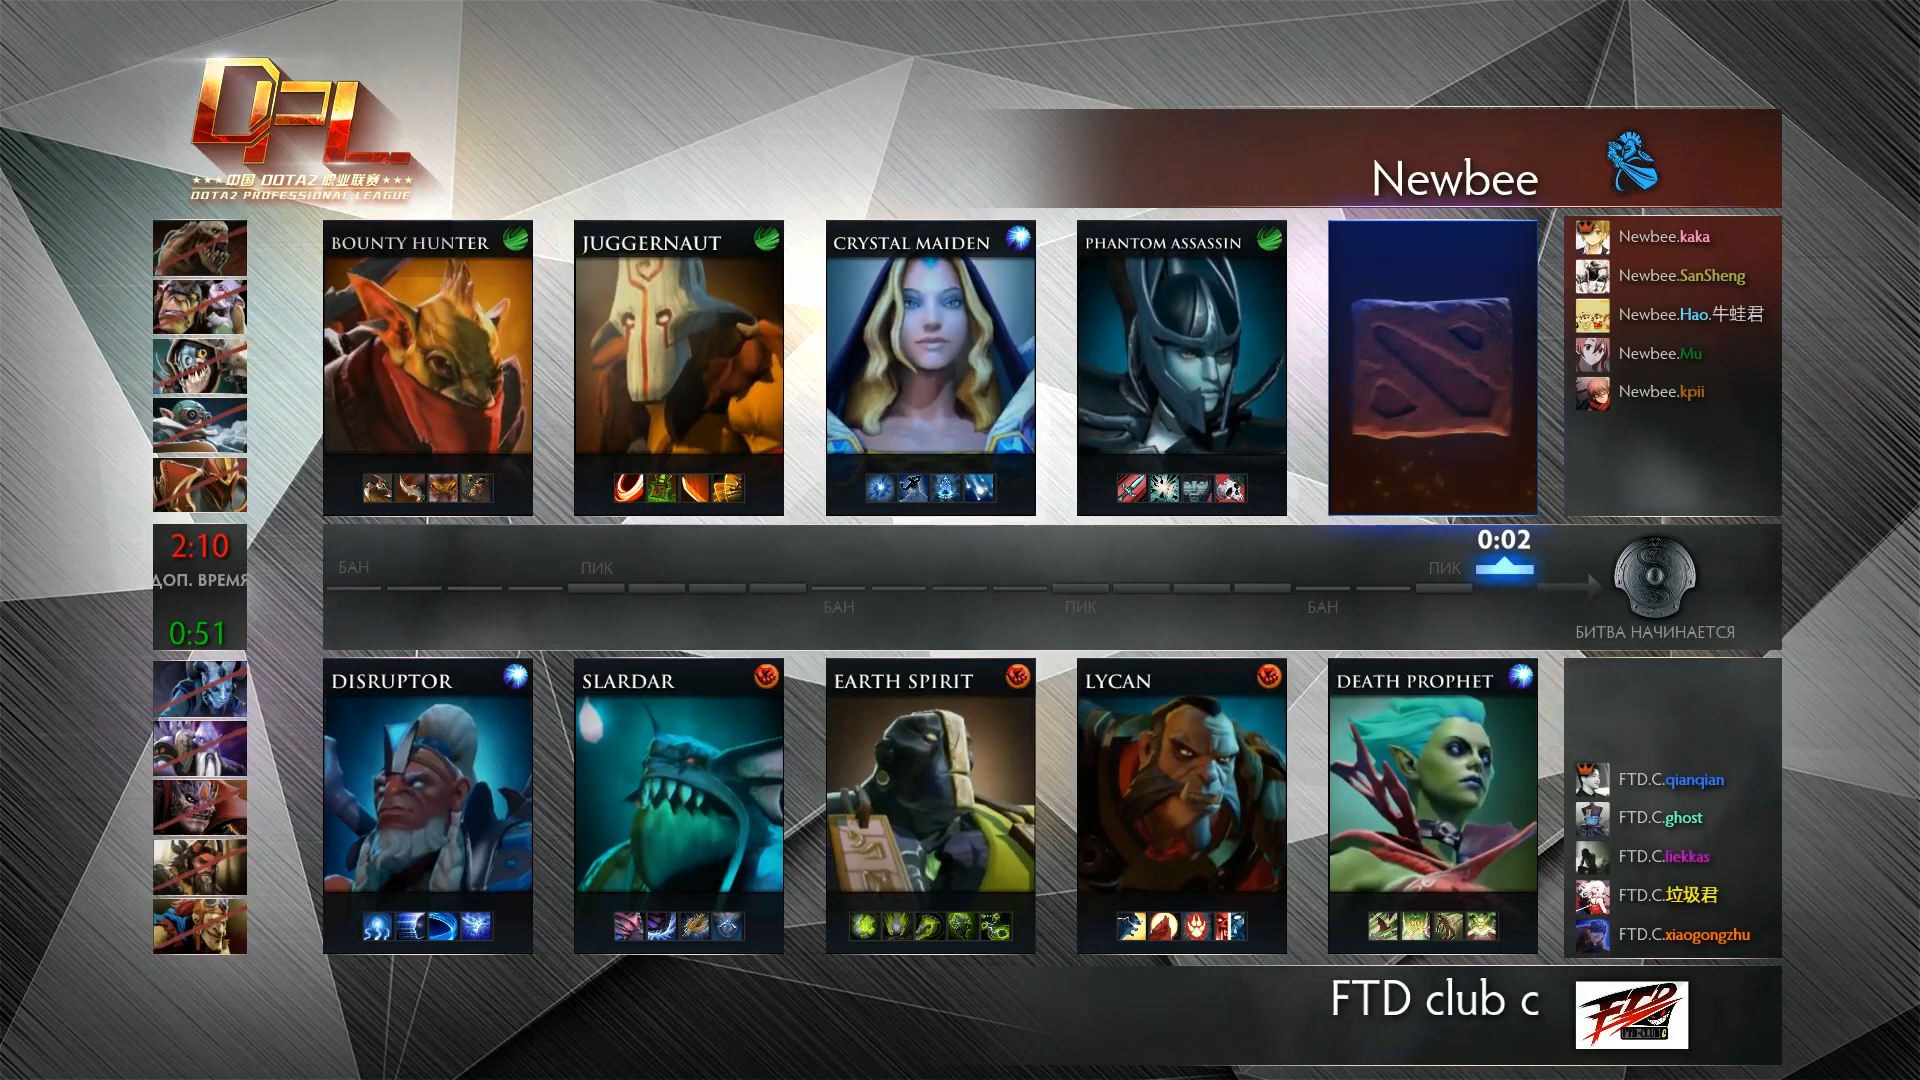 DPL
★★★中国 DOTA2 职业联赛★★★
DOTA2 PROFESSIONAL LEAGUE
Newbee
BOUNTY HUNTER
JUGGERNAUT
CRYSTAL MAIDEN
PHANTOM ASSASSIN
Newbee.kaka
Newbee.SanSheng
Newbee.Hao.牛蛙君
Newbee.Mu
Newbee.kpii
2:10
ДОП. ВРЕМЯ
0:51
БАН
ПИК
БАН
ПИК
БАН
ПИК
0:02
БИТВА НАЧИНАЕТСЯ
DISRUPTOR
SLARDAR
EARTH SPIRIT
LYCAN
DEATH PROPHET
FTD.C.qianqian
FTD.C.ghost
FTD.C.liekkas
FTD.C.垃圾君
FTD.C.xiaogongzhu
FTD club c
FTD
FTD·CLUB C